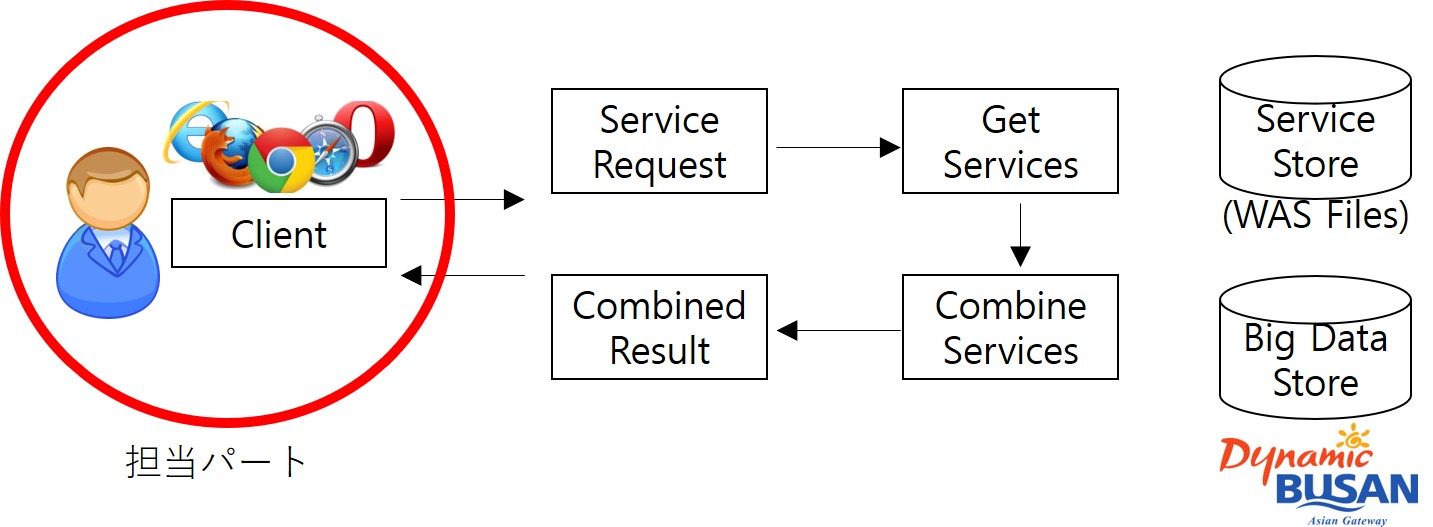 Client
担当パート
Service
Request
Get
Services
Combined
Result
Combine
Services
Service
Store
(WAS Files)
Big Data
Store
Dynamic
BUSAN
Asian Gateway